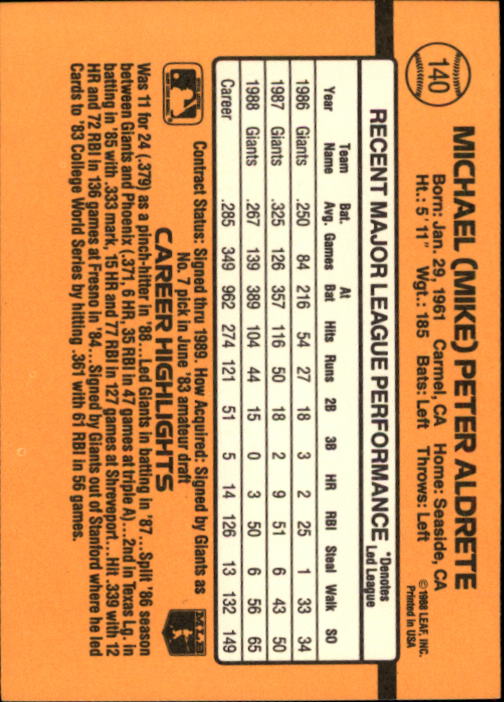 140
MICHAEL (MIKE) PETER ALDRETE
Born: Jan. 29, 1961 Carmel, CA Home: Seaside, CA
Ht.: 5'11" Wgt.: 185 Bats: Left Throws: Left
©1988 LEAF, INC.
Printed in USA
RECENT MAJOR LEAGUE PERFORMANCE *Denotes Led League
Year Team Name Bat. Avg. Games At Bat Hits Runs 2B 3B HR RBI Steal Walk SO
1986 Giants .250 84 216 54 27 18 3 2 25 1 33 34
1987 Giants .325 126 357 116 50 18 2 9 51 6 43 50
1988 Giants .267 139 389 104 44 15 0 3 50 6 56 65
Career .285 349 962 274 121 51 5 14 126 13 132 149
Contract Status: Signed thru 1989. How Acquired: Signed by Giants as
No. 7 pick in June '83 amateur draft
CAREER HIGHLIGHTS
MLB
Was 11 for 24 (.379) as a pinch-hitter in '88...Led Giants in batting in '87...Split '86 season
between Giants and Phoenix (.371, 6 HR, 35 RBI in 47 games at triple A)...2nd in Texas Lg. in
batting in '85 with .333 mark, 15 HR and 77 RBI in 127 games at Shreveport...Hit .339 with 12
HR and 72 RBI in 136 games at Fresno in '84...Signed by Giants out of Stanford where he led
Cards to '83 College World Series by hitting .361 with 61 RBI in 56 games.